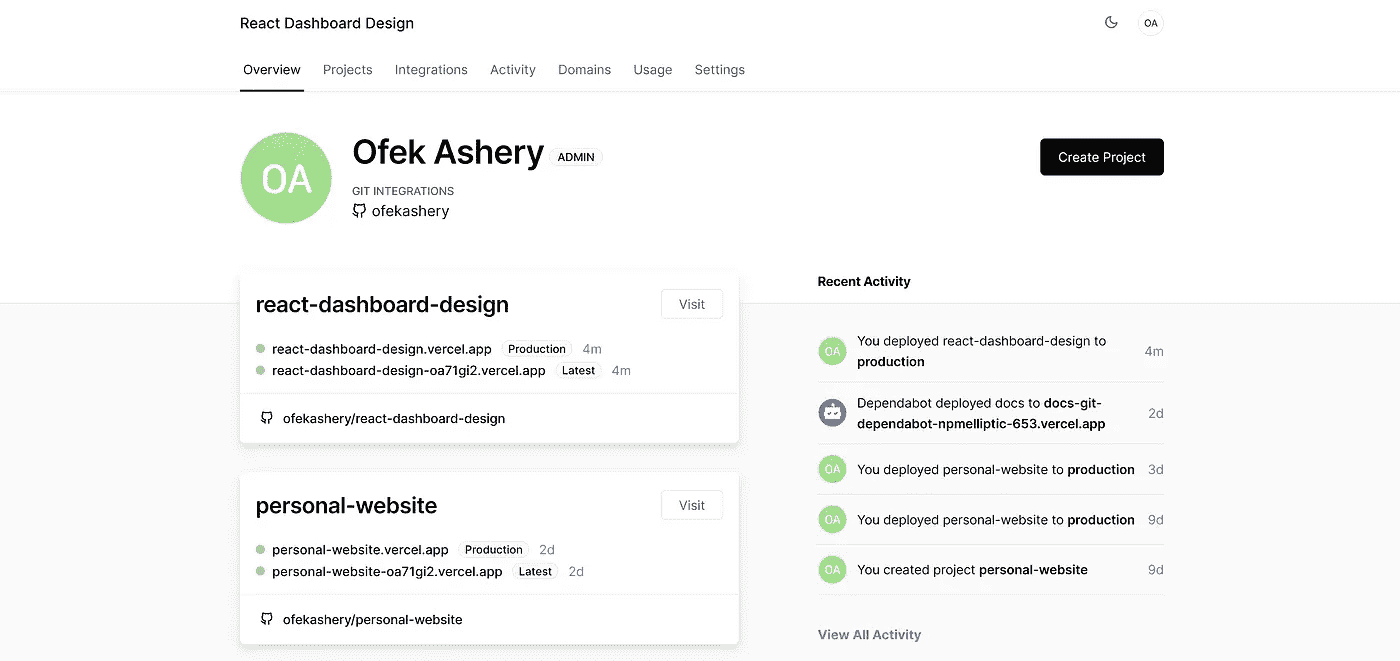 React Dashboard Design
OA
Overview Projects Integrations Activity Domains Usage Settings
OA
Ofek Ashery ADMIN
GIT INTEGRATIONS
ofekashery
Create Project
react-dashboard-design
Visit
react-dashboard-design.vercel.app Production 4m
react-dashboard-design-oa71gi2.vercel.app Latest 4m
ofekashery/react-dashboard-design
personal-website
Visit
personal-website.vercel.app Production 2d
personal-website-oa71gi2.vercel.app Latest 2d
ofekashery/personal-website
Recent Activity
OA
You deployed react-dashboard-design to
production
4m
Dependabot deployed docs to docs-git-
dependabot-npmelliptic-653.vercel.app
2d
OA
You deployed personal-website to production 3d
OA
You deployed personal-website to production 9d
OA
You created project personal-website 9d
View All Activity